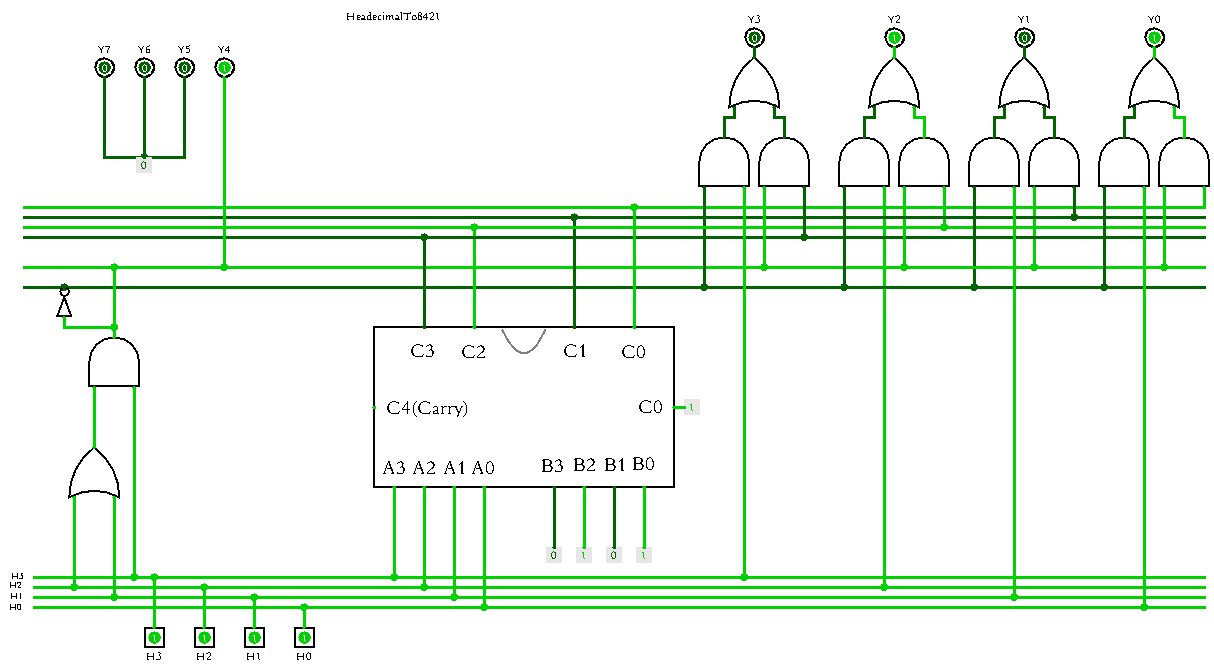 HeadecimalTo8421
Y7 Y6 Y5 Y4 Y3 Y2 Y1 Y0
0 0 0 1 0 1 0 1
0
C3 C2 C1 C0
C4(Carry) C0 1
A3 A2 A1 A0 B3 B2 B1 B0
0 1 0 1
H3
H2
H1
H0
1 1 1 1
H3 H2 H1 H0